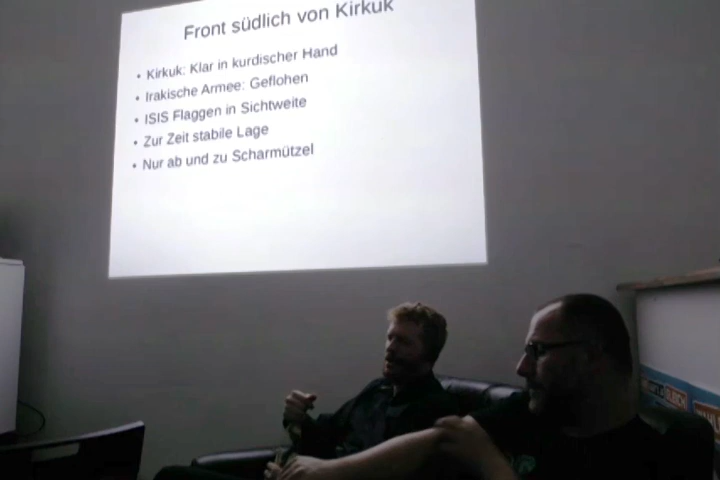 Front südlich von Kirkuk
• Kirkuk: Klar in kurdischer Hand
• Irakische Armee: Geflohen
• ISIS Flaggen in Sichtweite
• Zur Zeit stabile Lage
• Nur ab und zu Scharmützel